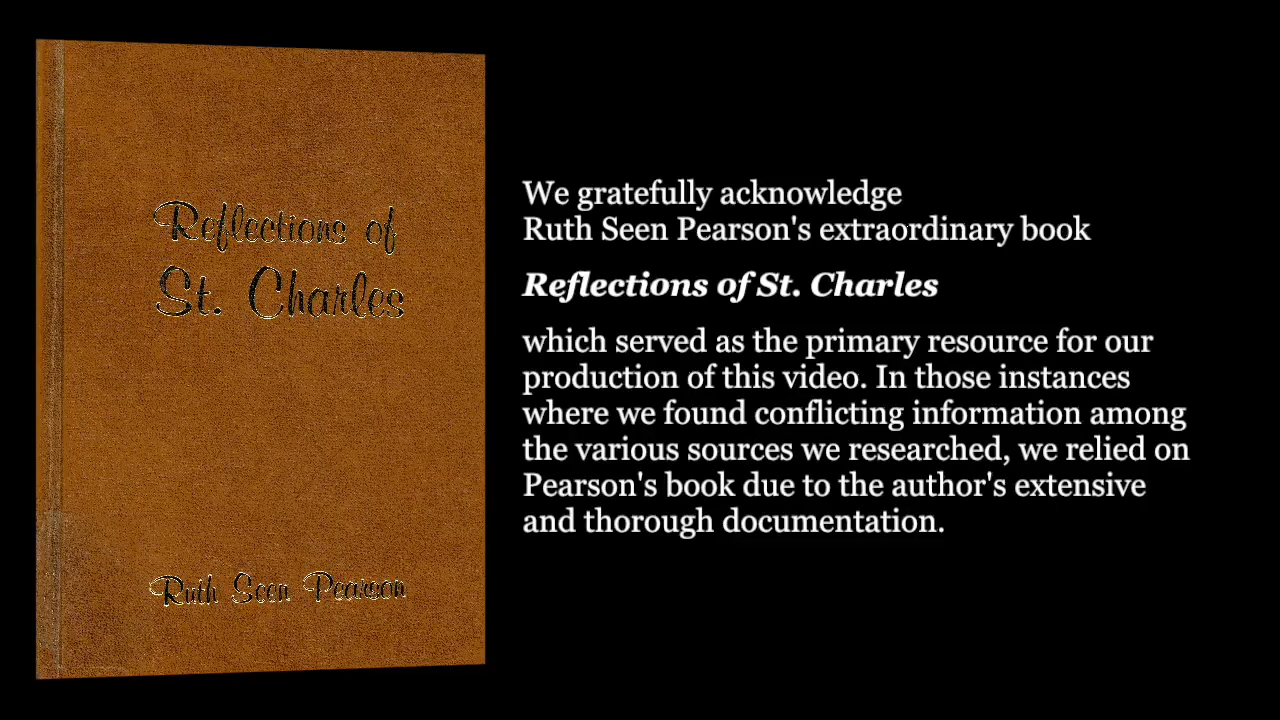 Reflections of
St. Charles
Ruth Seen Pearson
We gratefully acknowledge
Ruth Seen Pearson's extraordinary book
Reflections of St. Charles
which served as the primary resource for our
production of this video. In those instances
where we found conflicting information among
the various sources we researched, we relied on
Pearson's book due to the author's extensive
and thorough documentation.